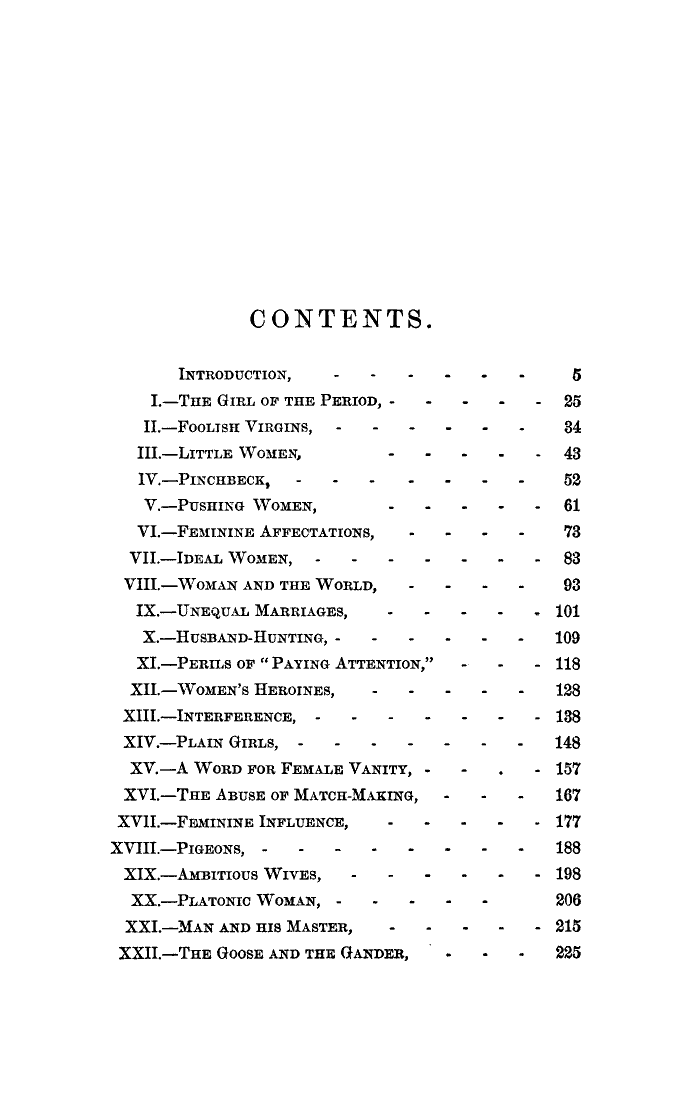 CONTENTS.
INTRODUCTION, - - - - - - 5
I.—THE GIRL OF THE PERIOD, - - - - - 25
II.—FOOLISH VIRGINS, - - - - - - 34
III.—LITTLE WOMEN, - - - - - 43
IV.—PINCHBECK, - - - - - - - 52
V.—PUSHING WOMEN, - - - - - 61
VI.—FEMININE AFFECTATIONS, - - - - 73
VII.—IDEAL WOMEN, - - - - - - - 83
VIII.—WOMAN AND THE WORLD, - - - - 93
IX.—UNEQUAL MARRIAGES, - - - - - 101
X.—HUSBAND-HUNTING, - - - - - - 109
XI.—PERILS OF "PAYING ATTENTION," - - - 118
XII.—WOMEN'S HEROINES, - - - - - 128
XIII.—INTERFERENCE, - - - - - - - 138
XIV.—PLAIN GIRLS, - - - - - - - 148
XV.—A WORD FOR FEMALE VANITY, - - . - 157
XVI.—THE ABUSE OF MATCH-MAKING, - - - 167
XVII.—FEMININE INFLUENCE, - - - - - 177
XVIII.—PIGEONS, - - - - - - - - 188
XIX.—AMBITIOUS WIVES, - - - - - - 198
XX.—PLATONIC WOMAN, - - - - - 206
XXI.—MAN AND HIS MASTER, - - - - - 215
XXII.—THE GOOSE AND THE GANDER, - - - 225